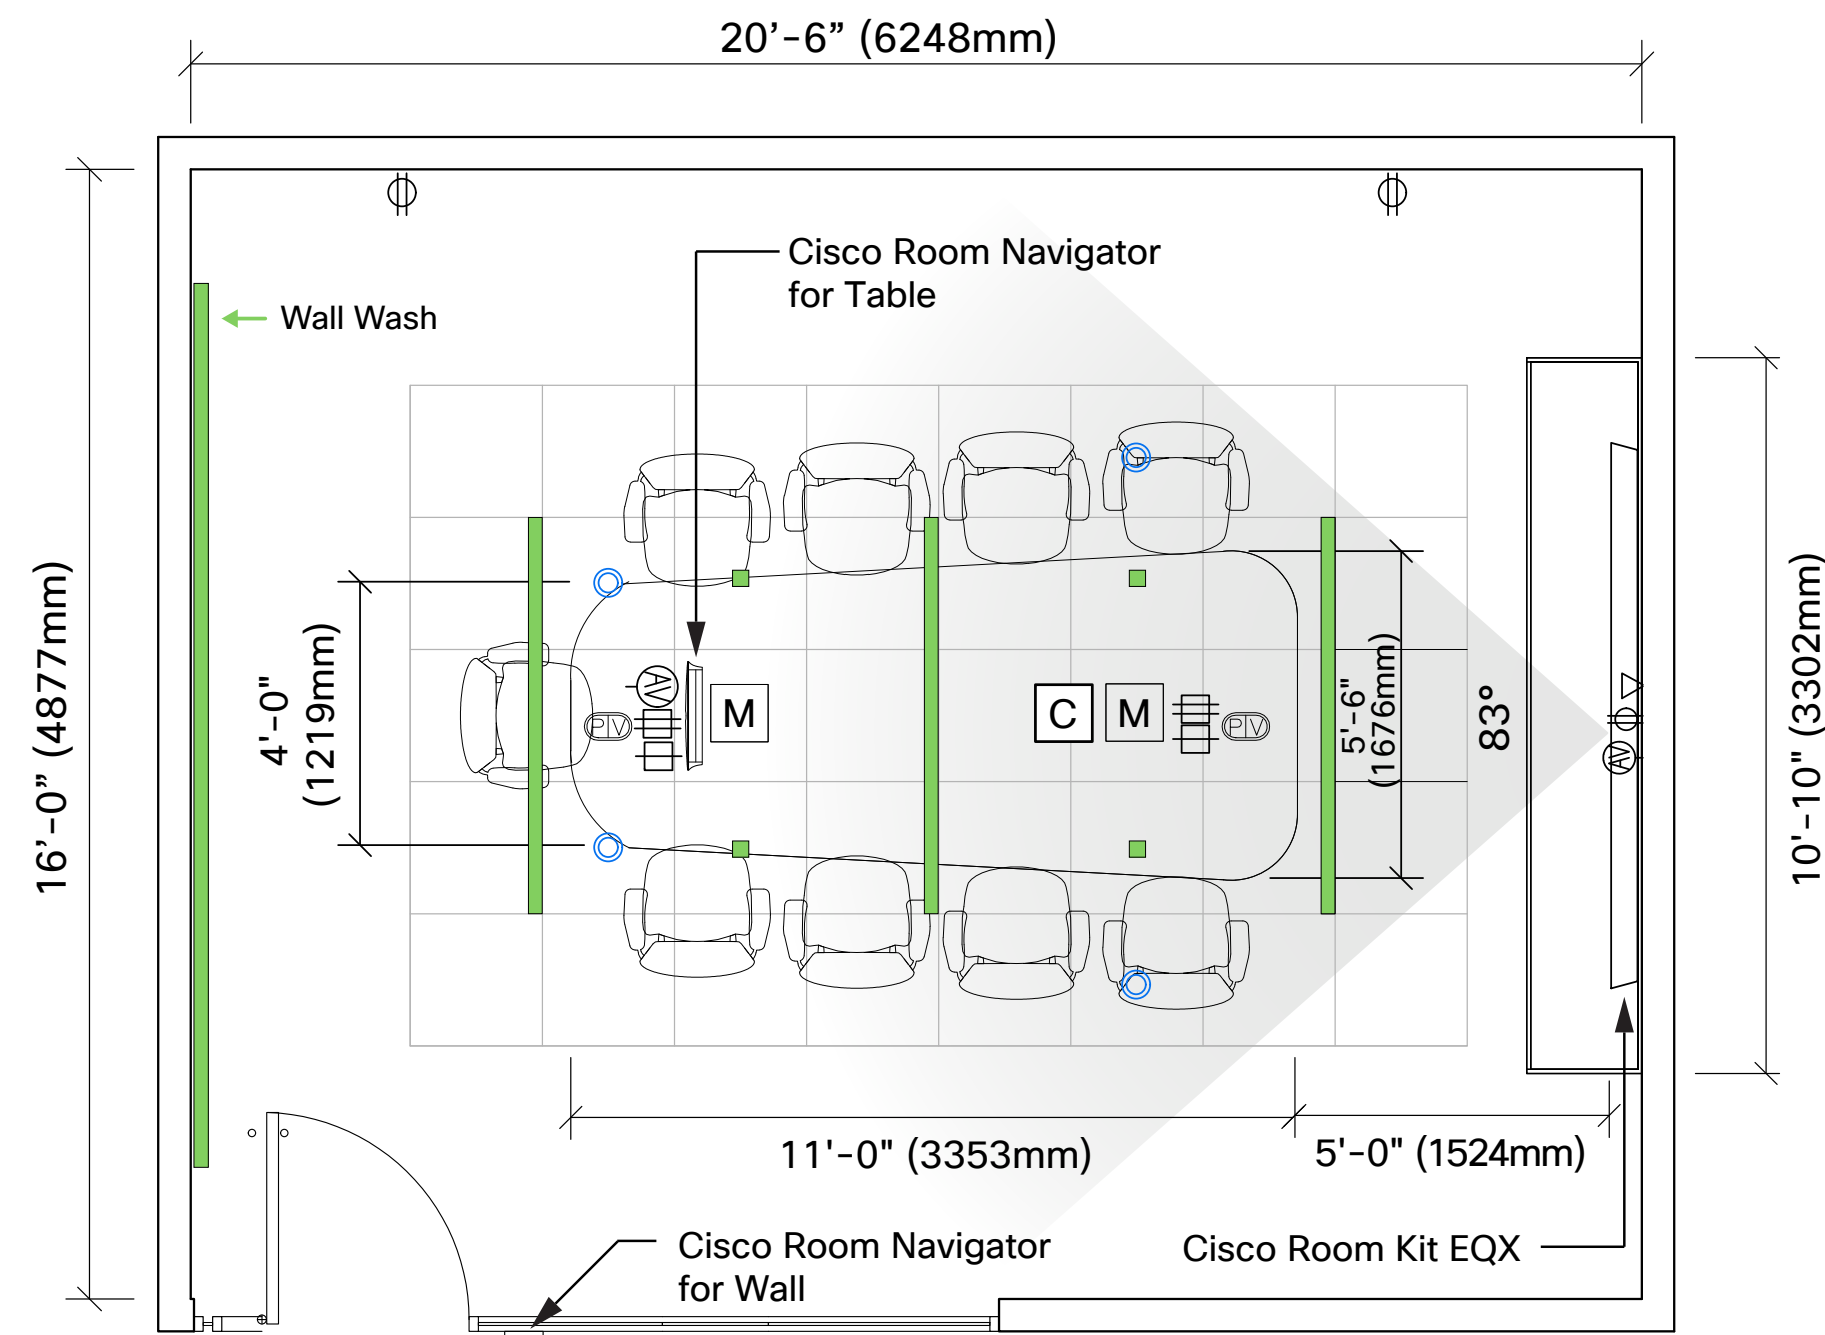 20’-6” (6248mm)
Cisco Room Navigator
for Table
Wall Wash
16’-0” (4877mm)
4'-0"
(1219mm)
AV
PIV
M
C
M
PIV
5'-6"
(1676mm)
83°
AV
10'-10" (3302mm)
11'-0" (3353mm)
5'-0" (1524mm)
Cisco Room Navigator
for Wall
Cisco Room Kit EQX